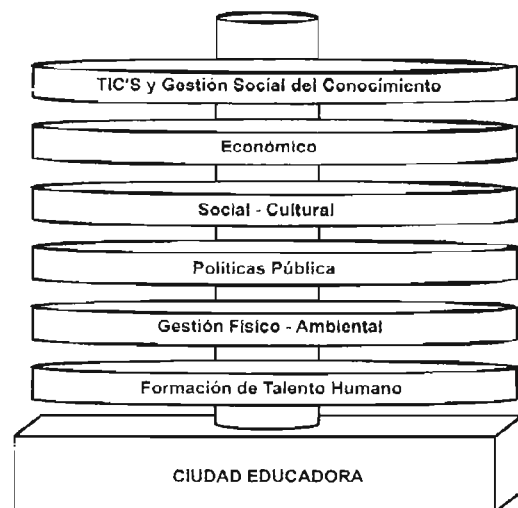 TIC'S y Gestión Social del Conocimiento
Económico
Social - Cultural
Políticas Pública
Gestión Físico - Ambiental
Formación de Talento Humano
CIUDAD EDUCADORA